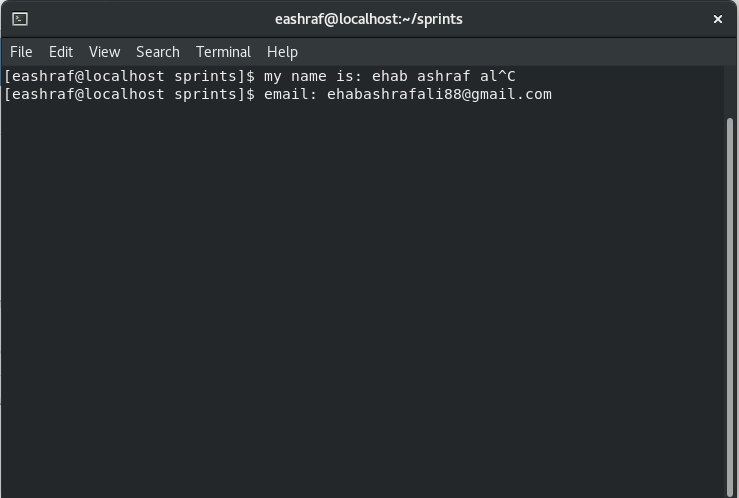 eashraf@localhost:~/sprints
File Edit View Search Terminal Help
[eashraf@localhost sprints]$ my name is: ehab ashraf al^C
[eashraf@localhost sprints]$ email: ehabashrafali88@gmail.com